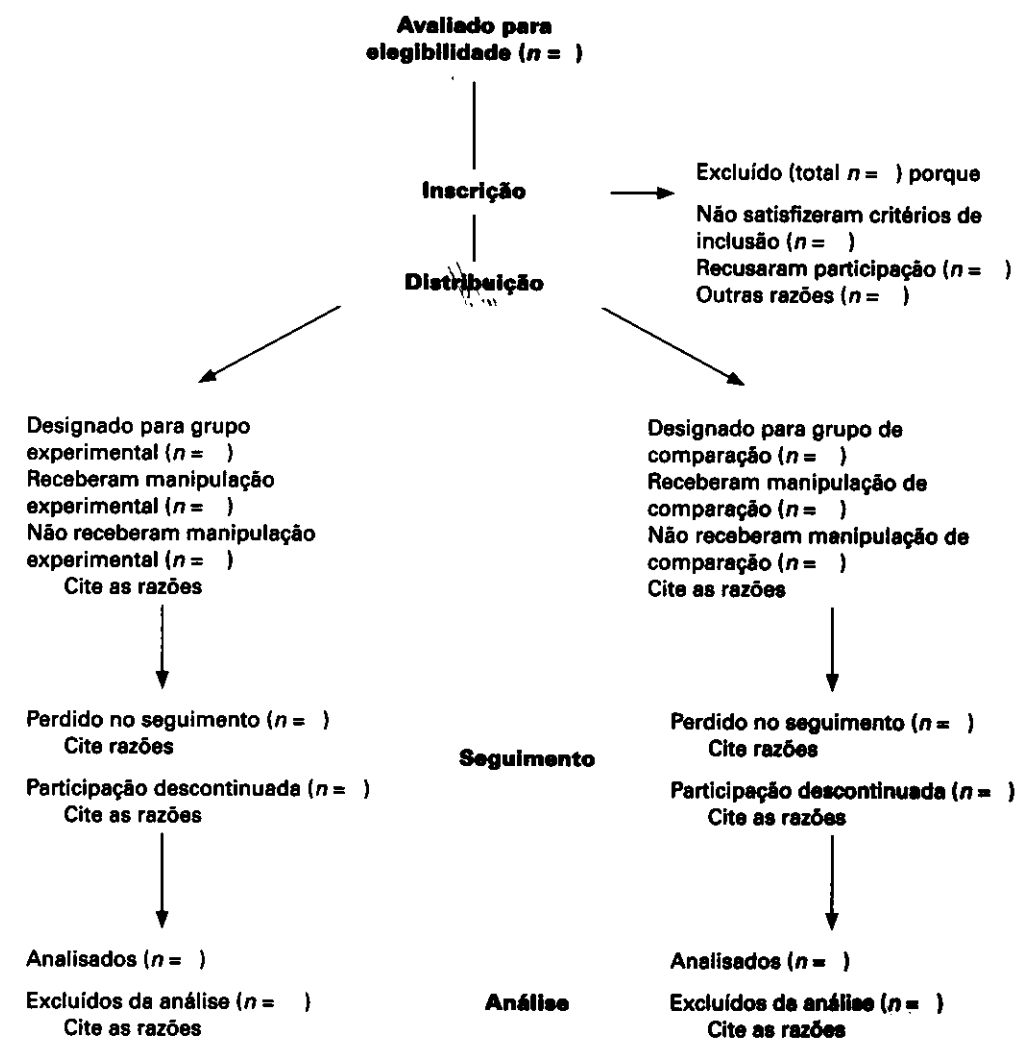 Avaliado para
elegibilidade (n = )
Inscrição
Excluído (total n = ) porque
Não satisfizeram critérios de
inclusão (n = )
Recusaram participação (n = )
Outras razões (n = )
Distribuição
Designado para grupo
experimental (n = )
Receberam manipulação
experimental (n = )
Não receberam manipulação
experimental (n = )
Cite as razões
Designado para grupo de
comparação (n = )
Receberam manipulação de
comparação (n = )
Não receberam manipulação de
comparação (n = )
Cite as razões
Perdido no seguimento (n = )
Cite razões
Participação descontinuada (n = )
Cite as razões
Seguimento
Perdido no seguimento (n = )
Cite razões
Participação descontinuada (n = )
Cite as razões
Analisados (n = )
Excluídos da análise (n = )
Cite as razões
Análise
Analisados (n = )
Excluídos da análise (n = )
Cite as razões